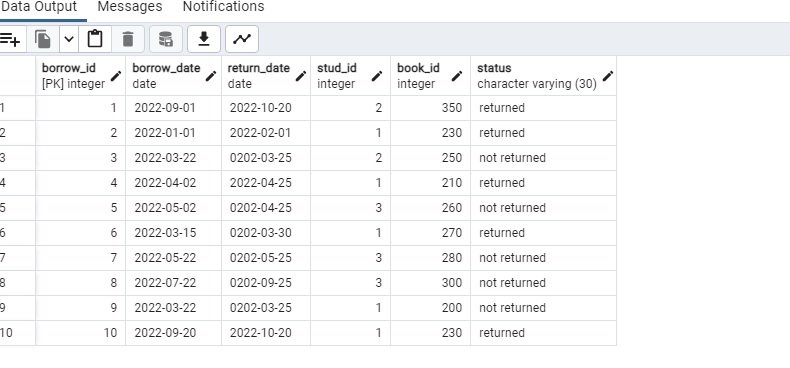 Data Output Messages Notifications
borrow_id borrow_date return_date stud_id book_id status
[PK] integer date date integer integer character varying (30)
1 1 2022-09-01 2022-10-20 2 350 returned
2 2 2022-01-01 2022-02-01 1 230 returned
3 3 2022-03-22 0202-03-25 2 250 not returned
4 4 2022-04-02 2022-04-25 1 210 returned
5 5 2022-05-02 0202-04-25 3 260 not returned
6 6 2022-03-15 0202-03-30 1 270 returned
7 7 2022-05-22 0202-05-25 3 280 not returned
8 8 2022-07-22 0202-09-25 3 300 not returned
9 9 2022-03-22 0202-03-25 1 200 not returned
10 10 2022-09-20 2022-10-20 1 230 returned